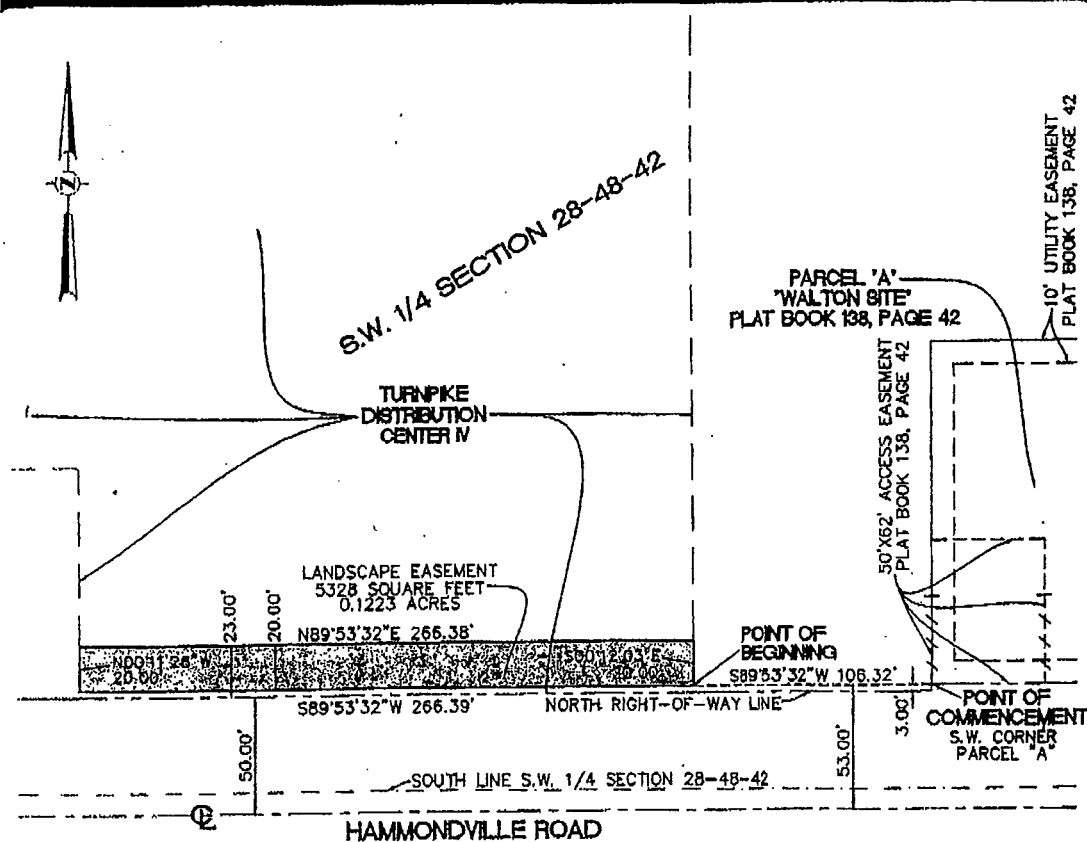 N
S.W. 1/4 SECTION 28-48-42
10' UTILITY EASEMENT
PLAT BOOK 138, PAGE 42
PARCEL 'A'
"WALTON SITE"
PLAT BOOK 138, PAGE 42
50'X62' ACCESS EASEMENT
PLAT BOOK 138, PAGE 42
TURNPIKE
DISTRIBUTION
CENTER IV
LANDSCAPE EASEMENT
5328 SQUARE FEET
0.1223 ACRES
23.00'
20.00'
N89°53'32"E 266.38'
20.00'
POINT OF
BEGINNING
S89°53'32"W 106.32'
S89°53'32"W 266.39'
NORTH RIGHT-OF-WAY LINE
3.00'
POINT OF
COMMENCEMENT
S.W. CORNER
PARCEL "A"
50.00'
53.00'
SOUTH LINE S.W. 1/4 SECTION 28-48-42
HAMMONDVILLE ROAD